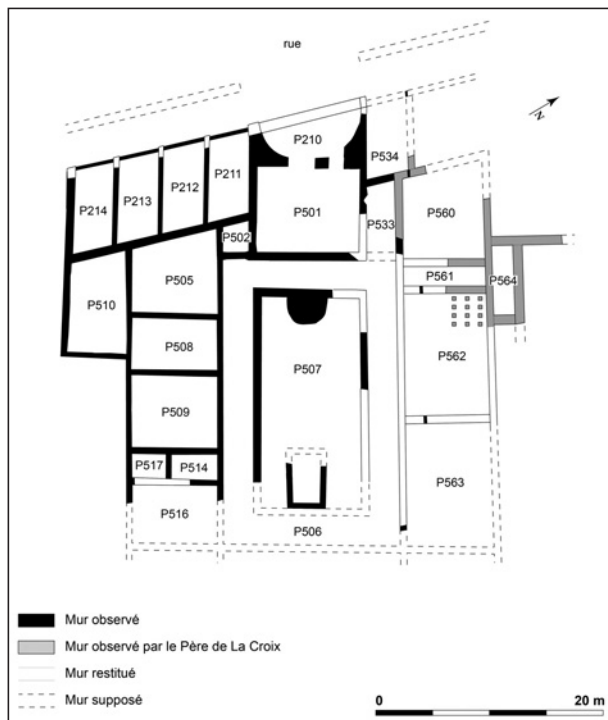 rue
N
P210
P534
P211
P212
P213
P214
P501
P502
P533
P560
P561
P564
P505
P510
P508
P507
P562
P509
P517
P514
P563
P516
P506
Mur observé
Mur observé par le Père de La Croix
Mur restitué
Mur supposé
0 20 m